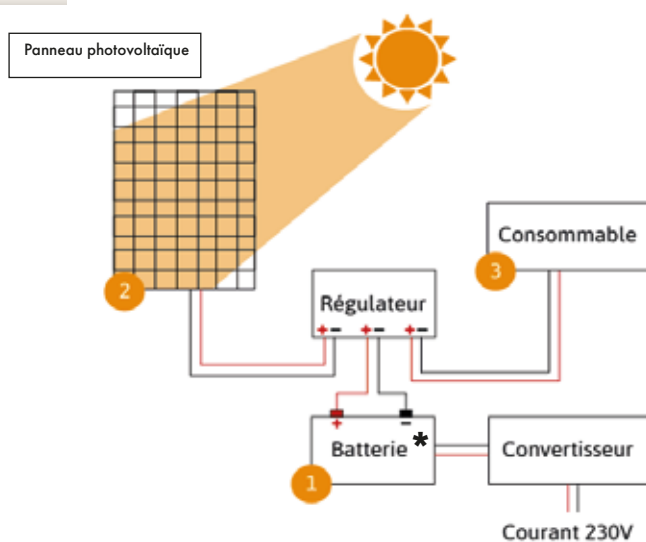 Panneau photovoltaïque
Consommable
3
2
Régulateur
+ - + - + -
+ -
Batterie *
1
Convertisseur
Courant 230V